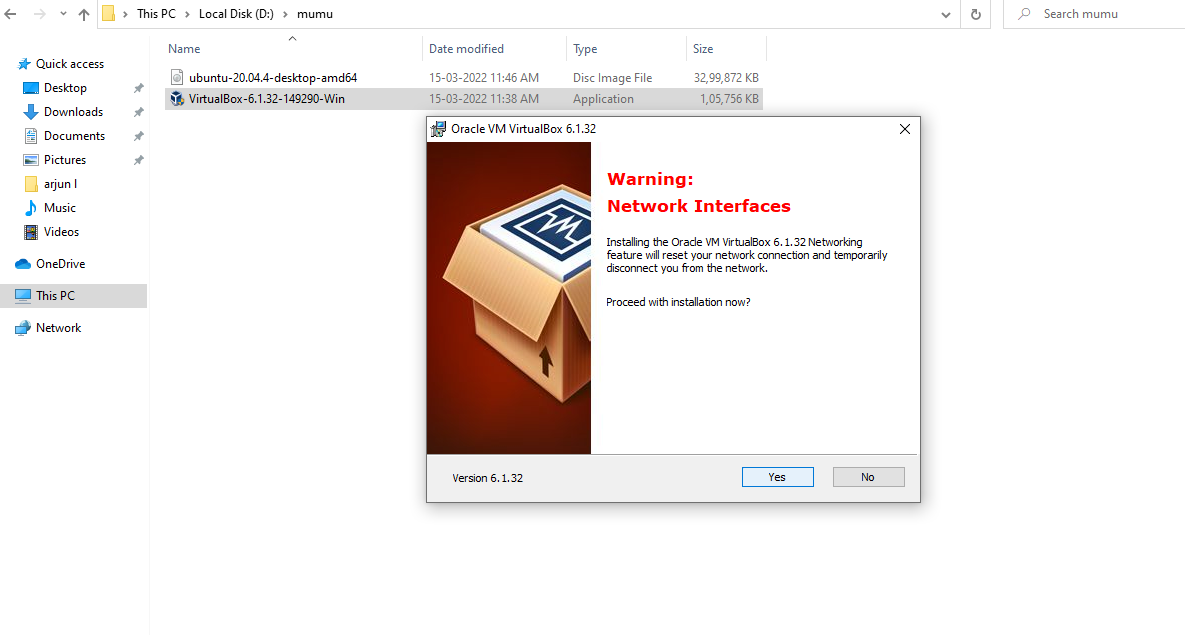 This PC
Local Disk (D:)
mumu
Search mumu
Name
Date modified
Type
Size
ubuntu-20.04.4-desktop-amd64
15-03-2022 11:46 AM
Disc Image File
32,99,872 KB
VirtualBox-6.1.32-149290-Win
15-03-2022 11:38 AM
Application
1,05,756 KB
Quick access
Desktop
Downloads
Documents
Pictures
arjun l
Music
Videos
OneDrive
This PC
Network
Oracle VM VirtualBox 6.1.32
Warning:
Network Interfaces
Installing the Oracle VM VirtualBox 6.1.32 Networking
feature will reset your network connection and temporarily
disconnect you from the network.
Proceed with installation now?
Version 6.1.32
Yes
No